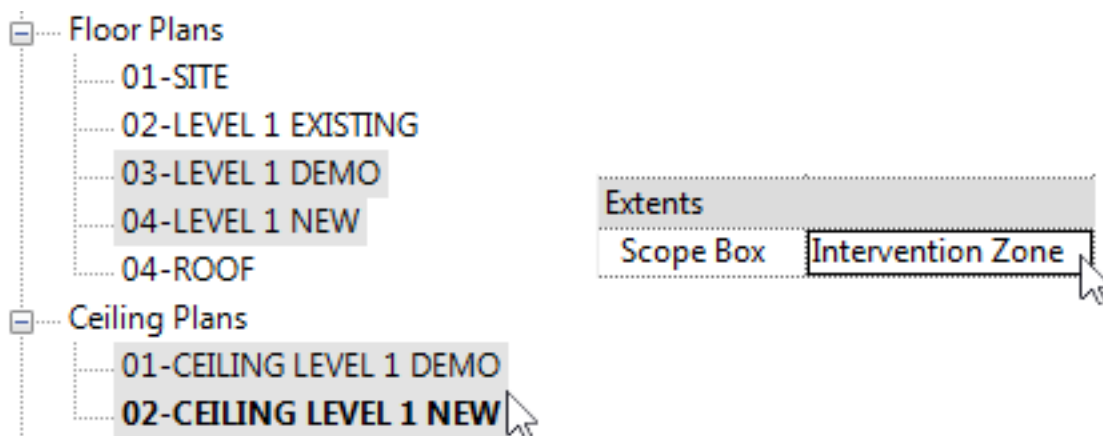 Floor Plans
01-SITE
02-LEVEL 1 EXISTING
03-LEVEL 1 DEMO
04-LEVEL 1 NEW
04-ROOF
Ceiling Plans
01-CEILING LEVEL 1 DEMO
02-CEILING LEVEL 1 NEW
Extents
Scope Box Intervention Zone